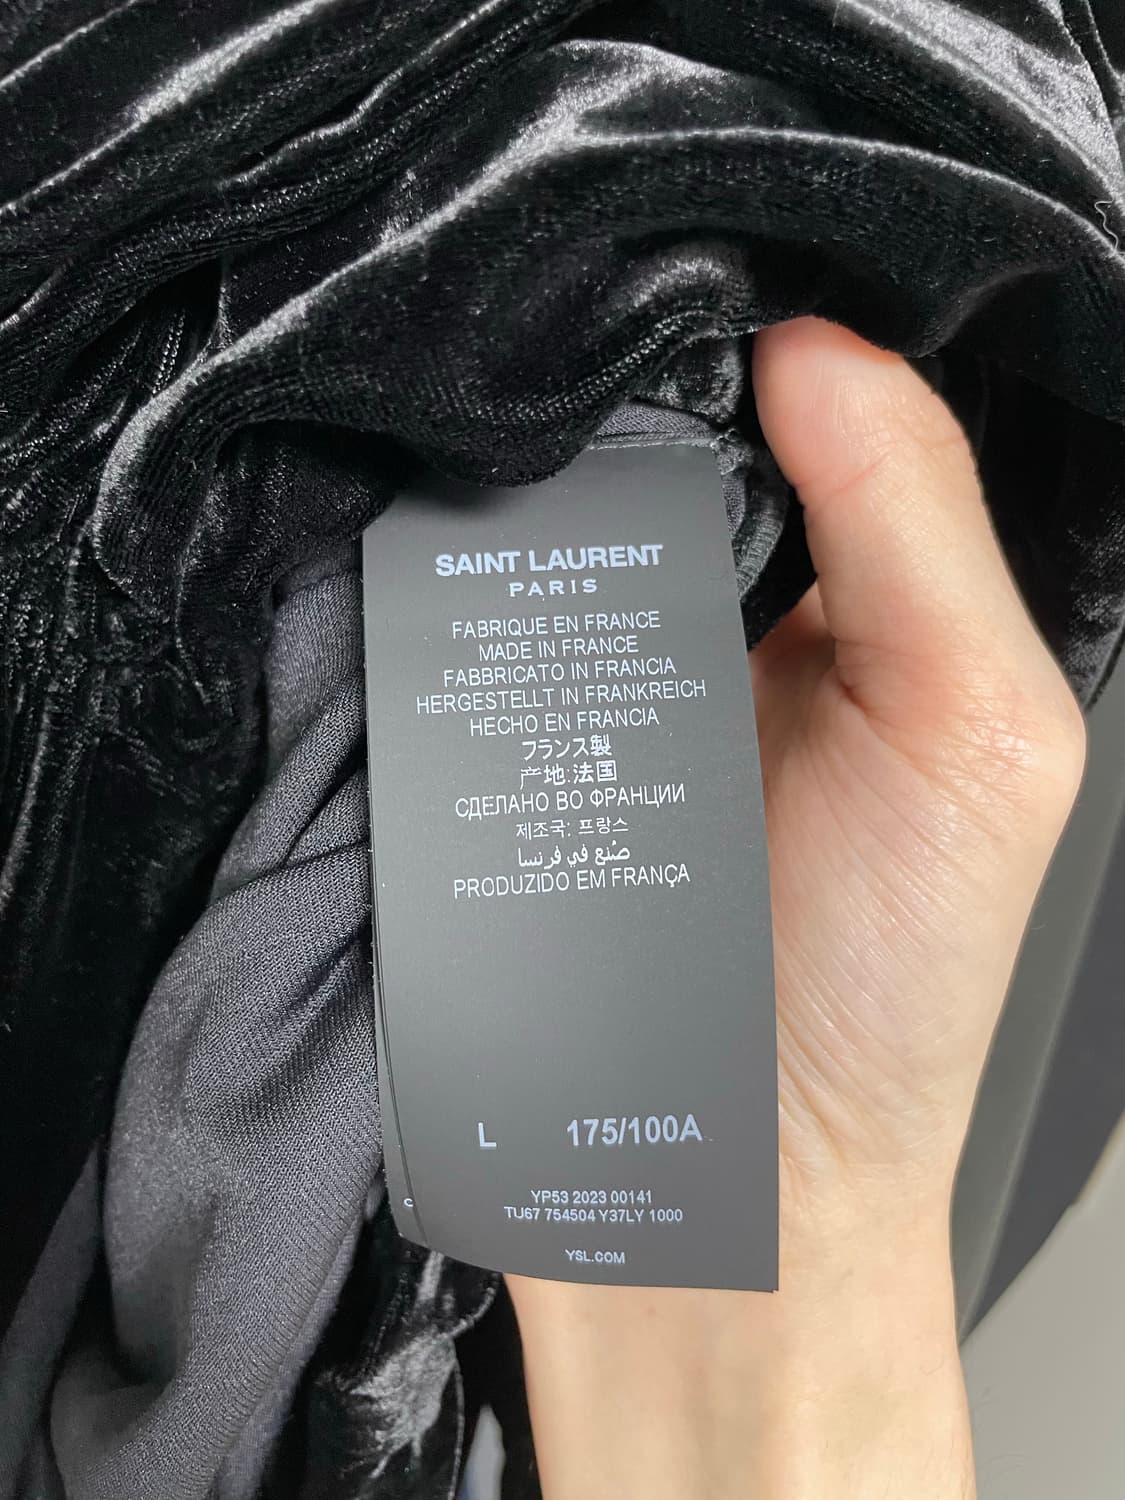 SAINT LAURENT
PARIS
FABRIQUE EN FRANCE
MADE IN FRANCE
FABBRICATO IN FRANCIA
HERGESTELLT IN FRANKREICH
HECHO EN FRANCIA
フランス製
产地:法国
СДЕЛАНО ВО ФРАНЦИИ
제조국: 프랑스
صُنع في فرنسا
PRODUZIDO EM FRANÇA
L 175/100A
YP53 2023 00141
TU67 754504 Y37LY 1000
YSL.COM